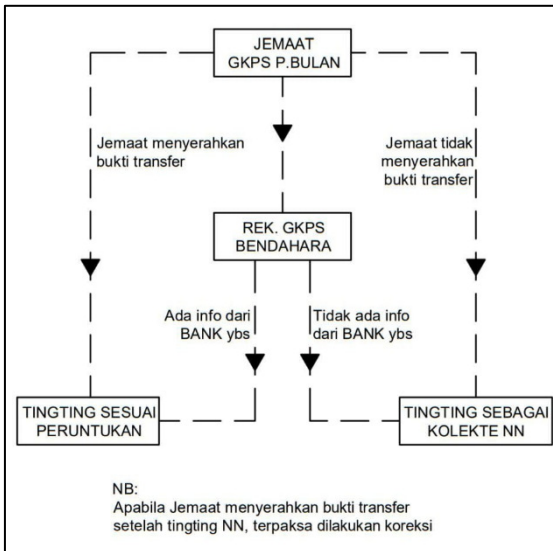 JEMAAT
GKPS P.BULAN
Jemaat menyerahkan
bukti transfer
Jemaat tidak
menyerahkan
bukti transfer
REK. GKPS
BENDAHARA
Ada info dari
BANK ybs
Tidak ada info
dari BANK ybs
TINGTING SESUAI
PERUNTUKAN
TINGTING SEBAGAI
KOLEKTE NN
NB:
Apabila Jemaat menyerahkan bukti transfer
setelah tingting NN, terpaksa dilakukan koreksi